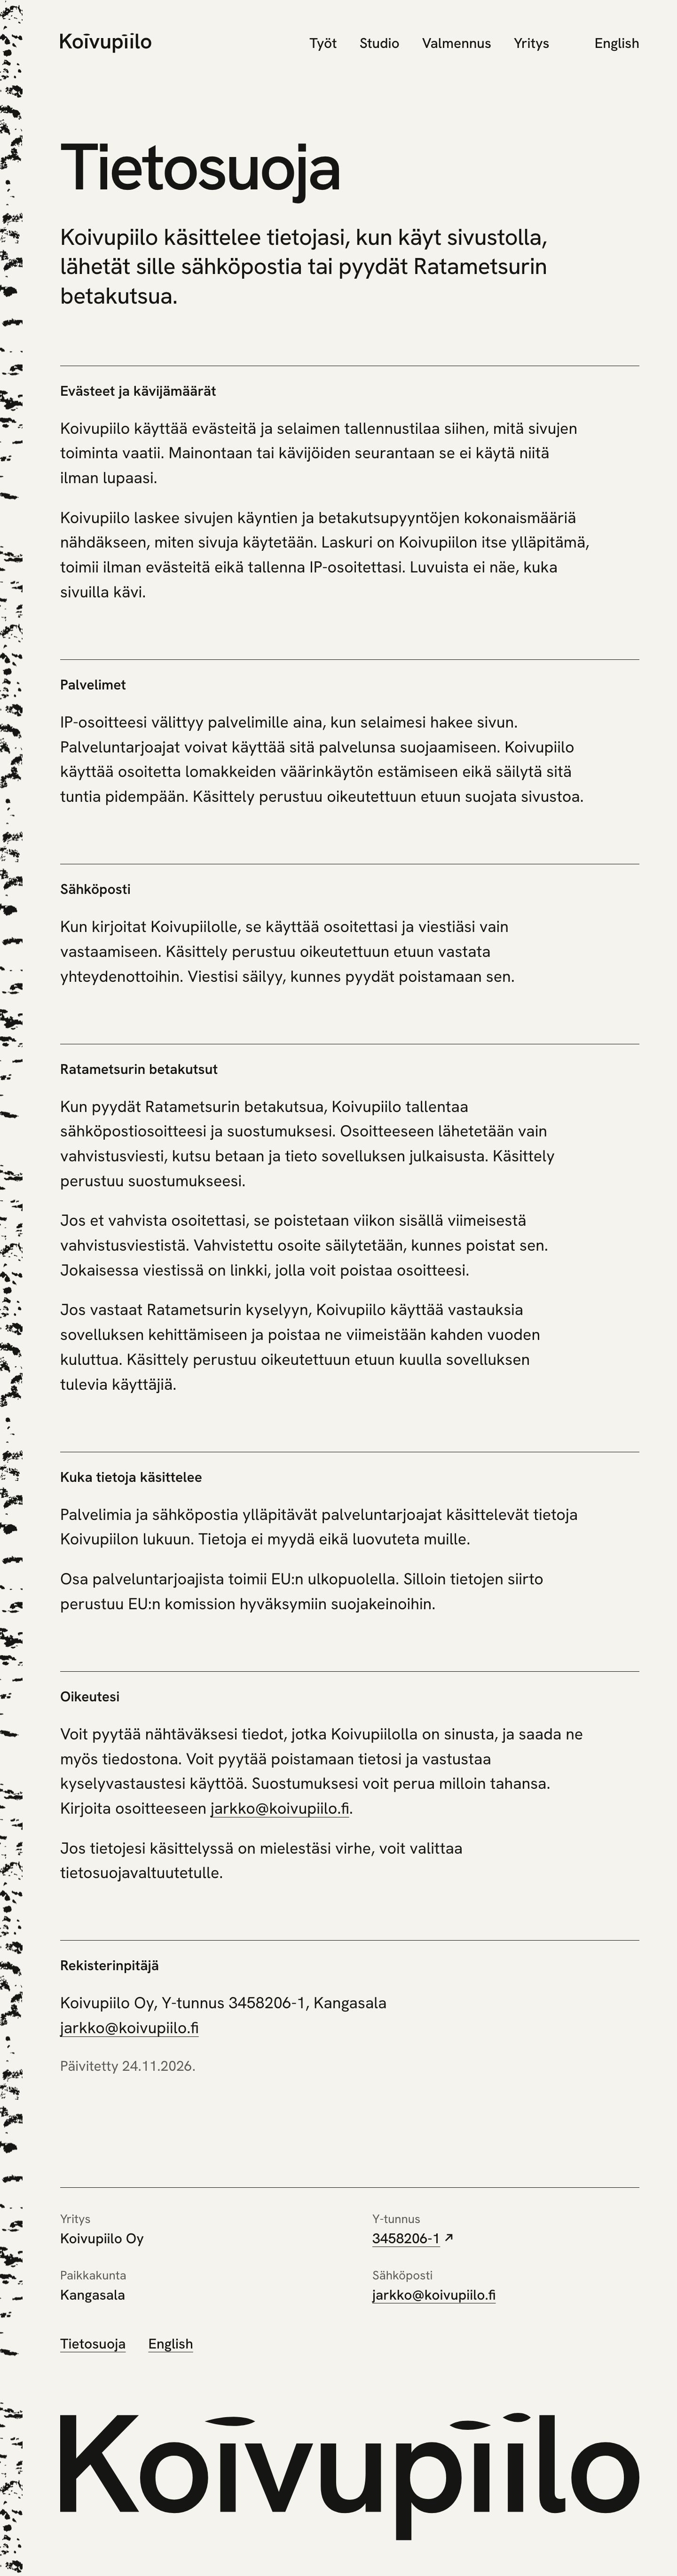 Koivupiilo
Työt Studio Valmennus Yritys English
Tietosuoja
Koivupiilo käsittelee tietojasi, kun käyt sivustolla,
lähetät sille sähköpostia tai pyydät Ratametsurin
betakutsua.
Evästeet ja kävijämäärät
Koivupiilo käyttää evästeitä ja selaimen tallennustilaa siihen, mitä sivujen
toiminta vaatii. Mainontaan tai kävijöiden seurantaan se ei käytä niitä
ilman lupaasi.
Koivupiilo laskee sivujen käyntien ja betakutsupyyntöjen kokonaismääriä
nähdäkseen, miten sivuja käytetään. Laskuri on Koivupiilon itse ylläpitämä,
toimii ilman evästeitä eikä tallenna IP-osoitettasi. Luvuista ei näe, kuka
sivuilla kävi.
Palvelimet
IP-osoitteesi välittyy palvelimille aina, kun selaimesi hakee sivun.
Palveluntarjoajat voivat käyttää sitä palvelunsa suojaamiseen. Koivupiilo
käyttää osoitetta lomakkeiden väärinkäytön estämiseen eikä säilytä sitä
tuntia pidempään. Käsittely perustuu oikeutettuun etuun suojata sivustoa.
Sähköposti
Kun kirjoitat Koivupiilolle, se käyttää osoitettasi ja viestiäsi vain
vastaamiseen. Käsittely perustuu oikeutettuun etuun vastata
yhteydenottoihin. Viestisi säilyy, kunnes pyydät poistamaan sen.
Ratametsurin betakutsut
Kun pyydät Ratametsurin betakutsua, Koivupiilo tallentaa
sähköpostiosoitteesi ja suostumuksesi. Osoitteeseen lähetetään vain
vahvistusviesti, kutsu betaan ja tieto sovelluksen julkaisusta. Käsittely
perustuu suostumukseesi.
Jos et vahvista osoitettasi, se poistetaan viikon sisällä viimeisestä
vahvistusviestistä. Vahvistettu osoite säilytetään, kunnes poistat sen.
Jokaisessa viestissä on linkki, jolla voit poistaa osoitteesi.
Jos vastaat Ratametsurin kyselyyn, Koivupiilo käyttää vastauksia
sovelluksen kehittämiseen ja poistaa ne viimeistään kahden vuoden
kuluttua. Käsittely perustuu oikeutettuun etuun kuulla sovelluksen
tulevia käyttäjiä.
Kuka tietoja käsittelee
Palvelimia ja sähköpostia ylläpitävät palveluntarjoajat käsittelevät tietoja
Koivupiilon lukuun. Tietoja ei myydä eikä luovuteta muille.
Osa palveluntarjoajista toimii EU:n ulkopuolella. Silloin tietojen siirto
perustuu EU:n komission hyväksymiin suojakeinoihin.
Oikeutesi
Voit pyytää nähtäväksesi tiedot, jotka Koivupiilolla on sinusta, ja saada ne
myös tiedostona. Voit pyytää poistamaan tietosi ja vastustaa
kyselyvastaustesi käyttöä. Suostumuksesi voit perua milloin tahansa.
Kirjoita osoitteeseen jarkko@koivupiilo.fi.
Jos tietojesi käsittelyssä on mielestäsi virhe, voit valittaa
tietosuojavaltuutetulle.
Rekisterinpitäjä
Koivupiilo Oy, Y-tunnus 3458206-1, Kangasala
jarkko@koivupiilo.fi
Päivitetty 24.11.2026.
Yritys
Koivupiilo Oy
Y-tunnus
3458206-1 ↗
Paikkakunta
Kangasala
Sähköposti
jarkko@koivupiilo.fi
Tietosuoja English
Koivupiilo